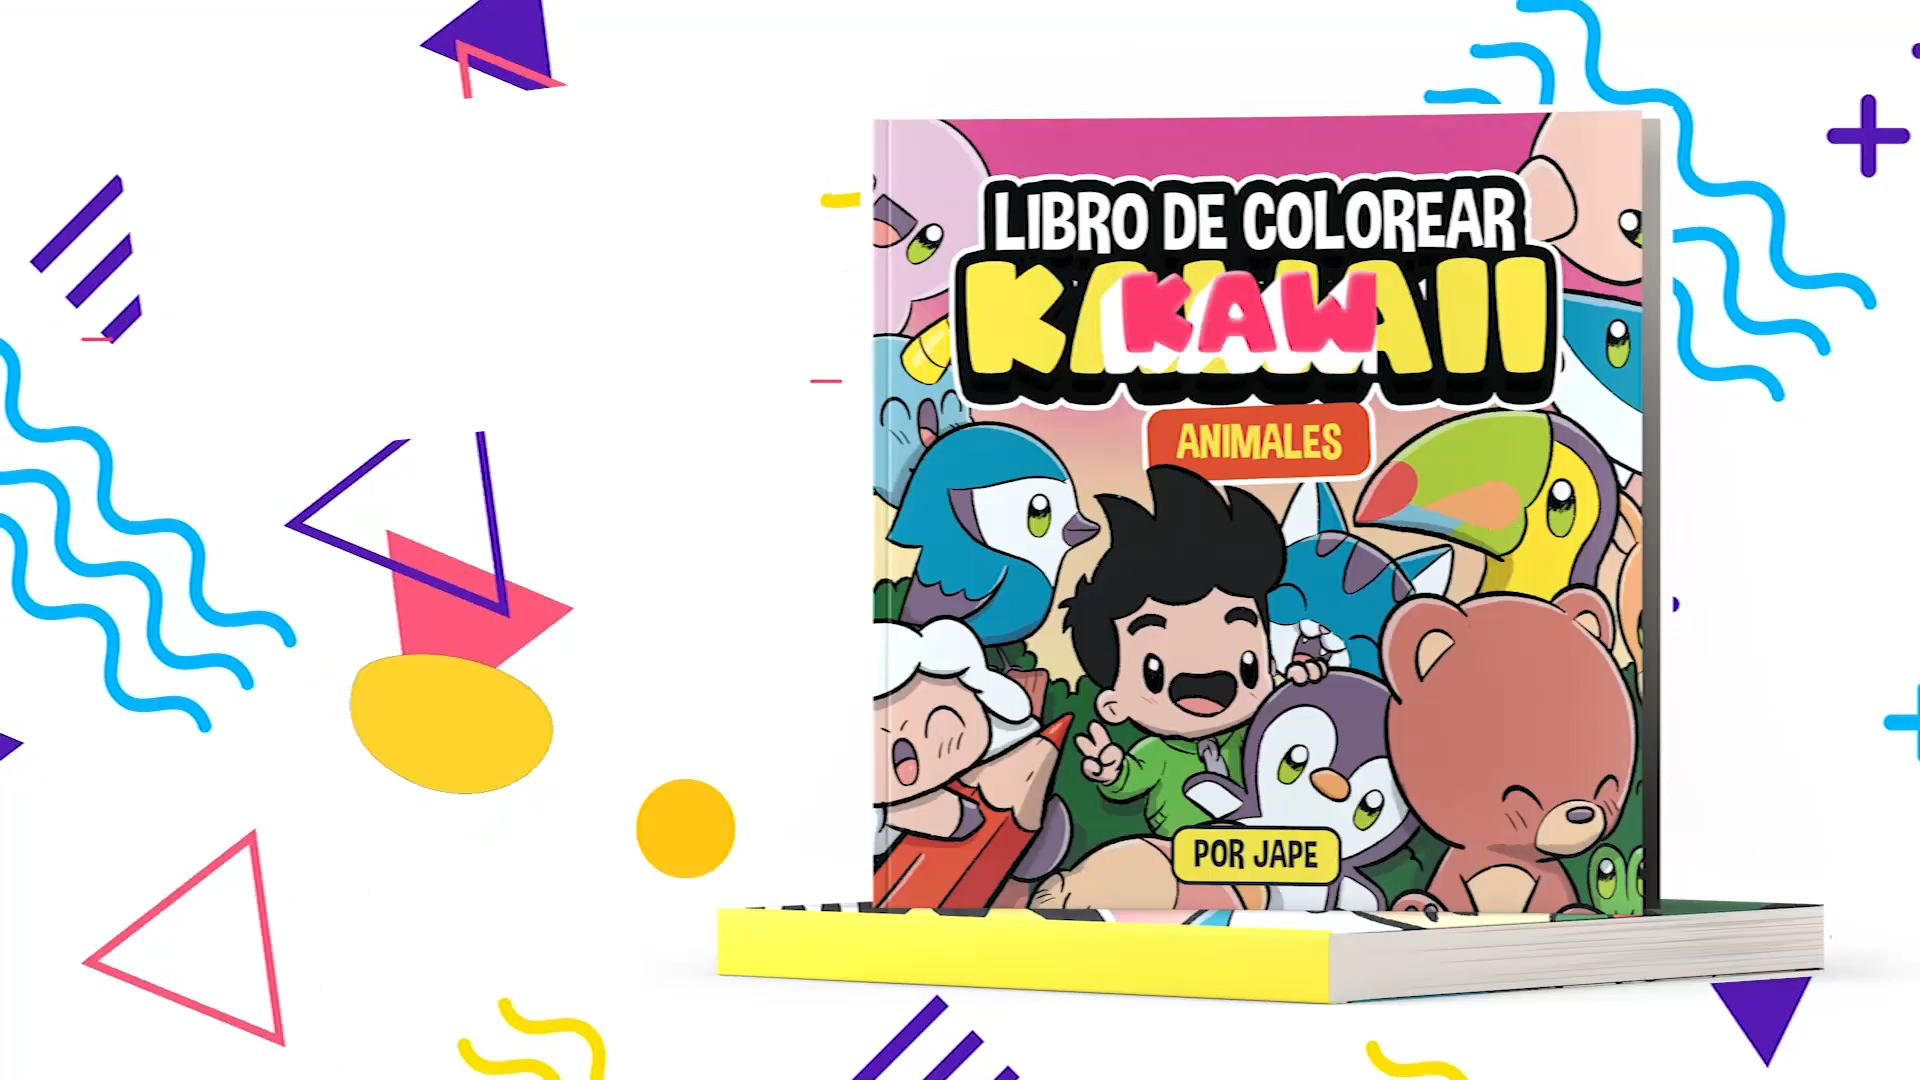 LIBRO DE COLOREAR
KAWAII
KAW
ANIMALES
POR JAPE